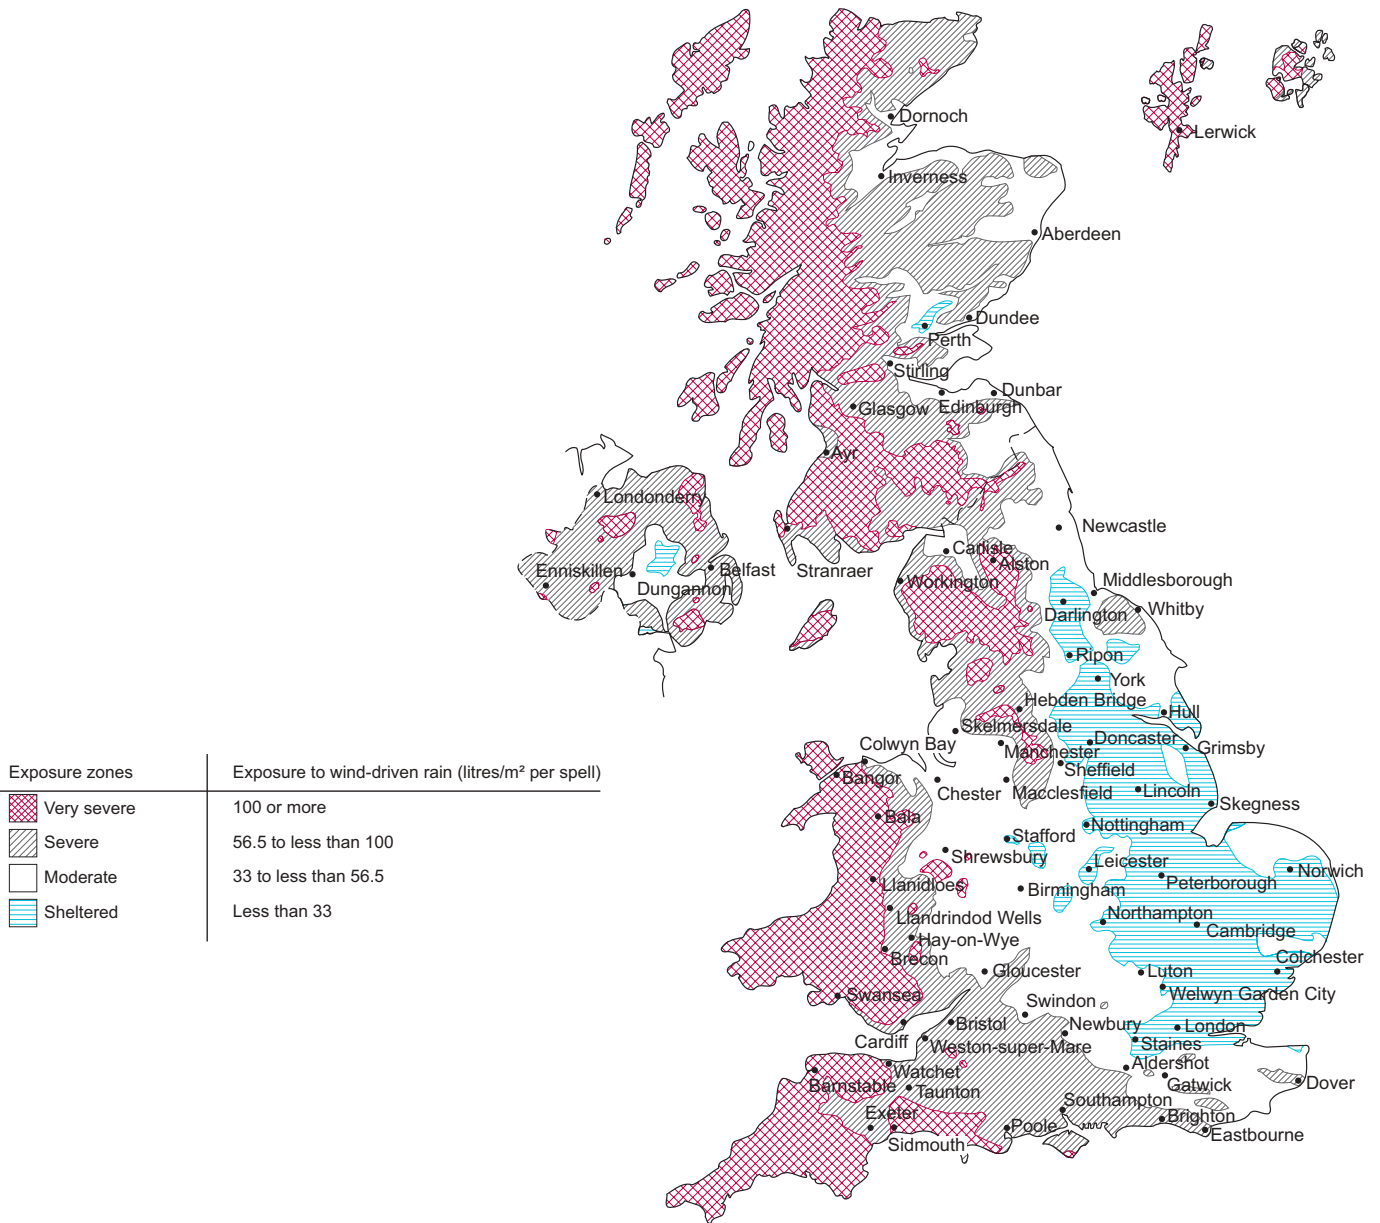 Dornoch
Lerwick
Inverness
Aberdeen
Dundee
Perth
Stirling
Dunbar
Glasgow
Edinburgh
Ayr
Londonderry
Newcastle
Carlisle
Alston
Enniskillen
Belfast
Stranraer
Workington
Dungannon
Middlesborough
Darlington
Whitby
Ripon
York
Hebden Bridge
Hull
Skelmersdale
Colwyn Bay
Manchester
Doncaster
Grimsby
Sheffield
Bangor
Chester
Macclesfield
Lincoln
Skegness
Bala
Stafford
Nottingham
Shrewsbury
Leicester
Norwich
Llanidloes
Birmingham
Peterborough
Llandrindod Wells
Northampton
Cambridge
Hay-on-Wye
Brecon
Gloucester
Luton
Colchester
Swansea
Swindon
Welwyn Garden City
Cardiff
Bristol
Newbury
London
Weston-super-Mare
Staines
Watchet
Aldershot
Barnstable
Taunton
Gatwick
Dover
Exeter
Southampton
Brighton
Sidmouth
Poole
Eastbourne
Exposure zones Exposure to wind-driven rain (litres/m² per spell)
Very severe 100 or more
Severe 56.5 to less than 100
Moderate 33 to less than 56.5
Sheltered Less than 33